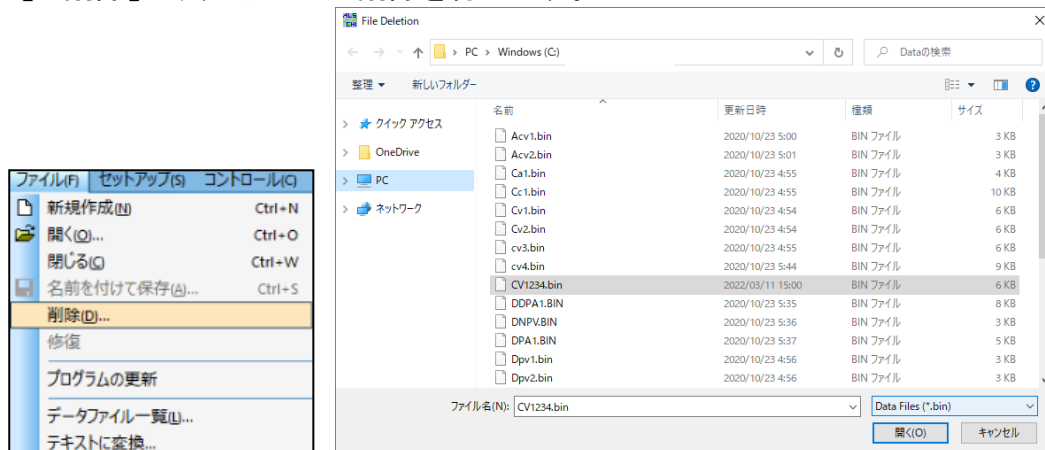 File Deletion
PC › Windows (C:)
Dataの検索
整理 新しいフォルダー
名前 更新日時 種類 サイズ
クイック アクセス
OneDrive
PC
ネットワーク
Acv1.bin 2020/10/23 5:00 BIN ファイル 3 KB
Acv2.bin 2020/10/23 5:01 BIN ファイル 3 KB
Ca1.bin 2020/10/23 4:55 BIN ファイル 4 KB
Cc1.bin 2020/10/23 4:55 BIN ファイル 10 KB
Cv1.bin 2020/10/23 4:54 BIN ファイル 6 KB
Cv2.bin 2020/10/23 4:54 BIN ファイル 6 KB
cv3.bin 2020/10/23 4:55 BIN ファイル 6 KB
cv4.bin 2020/10/23 5:44 BIN ファイル 9 KB
CV1234.bin 2022/03/11 15:00 BIN ファイル 6 KB
DDPA1.BIN 2020/10/23 5:35 BIN ファイル 8 KB
DNPV.BIN 2020/10/23 5:36 BIN ファイル 3 KB
DPA1.BIN 2020/10/23 5:37 BIN ファイル 5 KB
Dpv1.bin 2020/10/23 4:56 BIN ファイル 3 KB
Dpv2.bin 2020/10/23 4:56 BIN ファイル 3 KB
ファイル名(N): CV1234.bin Data Files (*.bin)
開く(O) キャンセル
ファイル(F) セットアップ(S) コントロール(C)
新規作成(N) Ctrl+N
開く(O)... Ctrl+O
閉じる(C) Ctrl+W
名前を付けて保存(A)... Ctrl+S
削除(D)...
修復
プログラムの更新
データファイル一覧(L)...
テキストに変換...